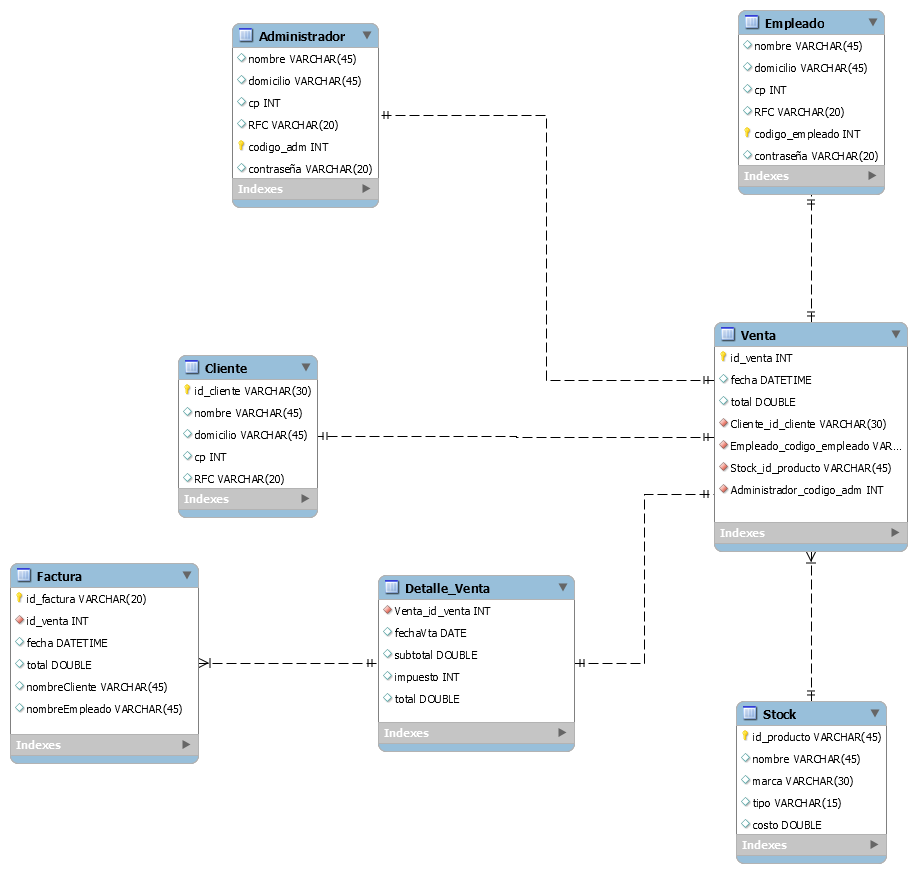 Administrador
nombre VARCHAR(45)
domicilio VARCHAR(45)
cp INT
RFC VARCHAR(20)
codigo_adm INT
contraseña VARCHAR(20)
Indexes
Empleado
nombre VARCHAR(45)
domicilio VARCHAR(45)
cp INT
RFC VARCHAR(20)
codigo_empleado INT
contraseña VARCHAR(20)
Indexes
Venta
id_venta INT
fecha DATETIME
total DOUBLE
Cliente_id_cliente VARCHAR(30)
Empleado_codigo_empleado VAR...
Stock_id_producto VARCHAR(45)
Administrador_codigo_adm INT
Indexes
Cliente
id_cliente VARCHAR(30)
nombre VARCHAR(45)
domicilio VARCHAR(45)
cp INT
RFC VARCHAR(20)
Indexes
Factura
id_factura VARCHAR(20)
id_venta INT
fecha DATETIME
total DOUBLE
nombreCliente VARCHAR(45)
nombreEmpleado VARCHAR(45)
Indexes
Detalle_Venta
Venta_id_venta INT
fechaVta DATE
subtotal DOUBLE
impuesto INT
total DOUBLE
Indexes
Stock
id_producto VARCHAR(45)
nombre VARCHAR(45)
marca VARCHAR(30)
tipo VARCHAR(15)
costo DOUBLE
Indexes